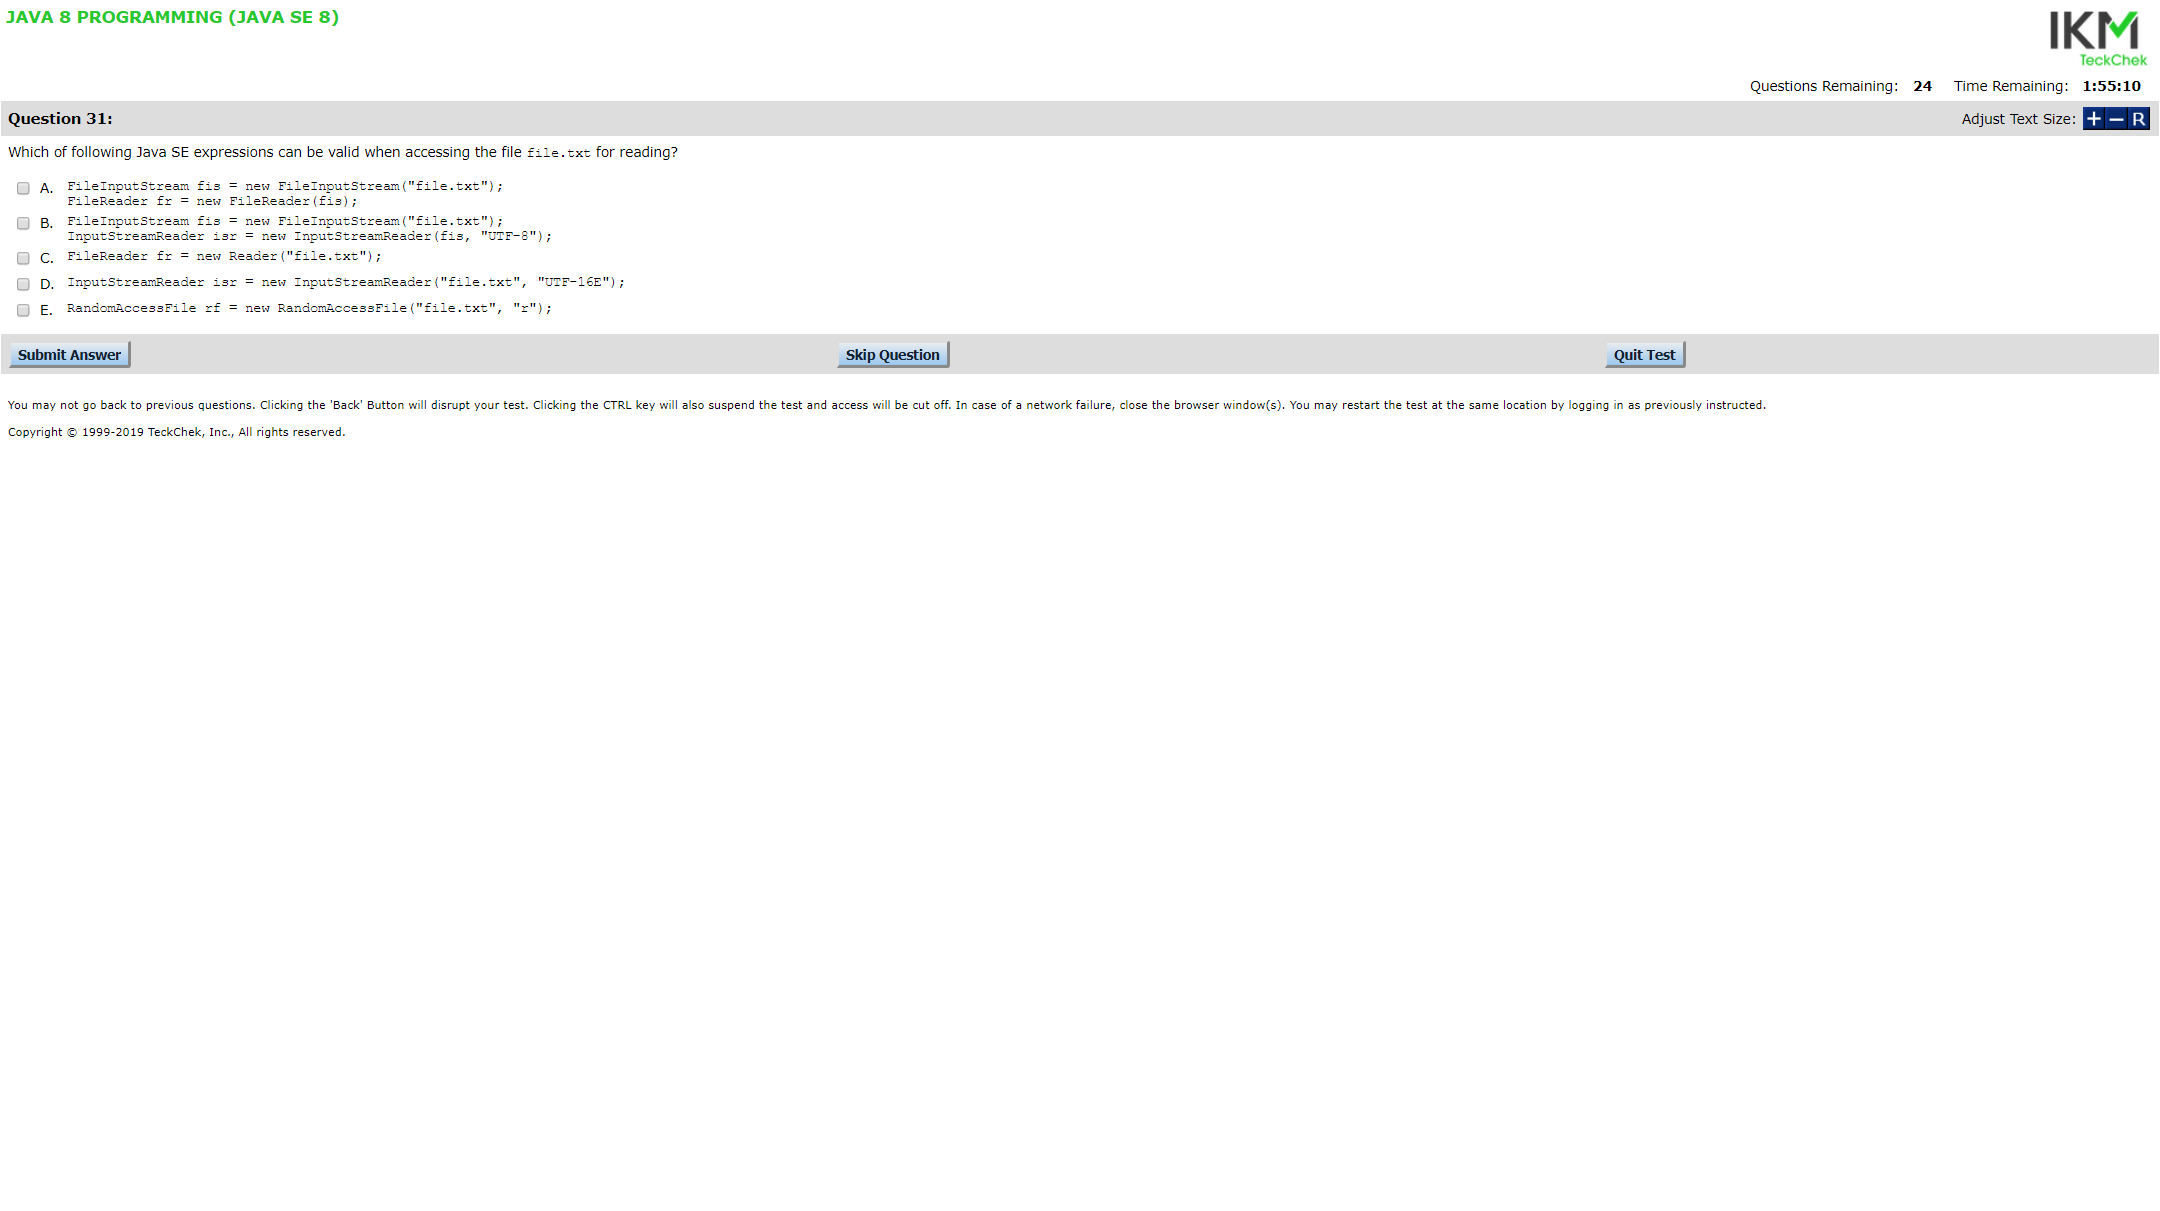 JAVA 8 PROGRAMMING (JAVA SE 8)
IKM
TeckChek
Questions Remaining: 24 Time Remaining: 1:55:10
Question 31:
Adjust Text Size: + – R
Which of following Java SE expressions can be valid when accessing the file file.txt for reading?
A. FileInputStream fis = new FileInputStream("file.txt");
FileReader fr = new FileReader(fis);
B. FileInputStream fis = new FileInputStream("file.txt");
InputStreamReader isr = new InputStreamReader(fis, "UTF-8");
C. FileReader fr = new Reader("file.txt");
D. InputStreamReader isr = new InputStreamReader("file.txt", "UTF-16E");
E. RandomAccessFile rf = new RandomAccessFile("file.txt", "r");
Submit Answer Skip Question Quit Test
You may not go back to previous questions. Clicking the 'Back' Button will disrupt your test. Clicking the CTRL key will also suspend the test and access will be cut off. In case of a network failure, close the browser window(s). You may restart the test at the same location by logging in as previously instructed.
Copyright © 1999-2019 TeckChek, Inc., All rights reserved.